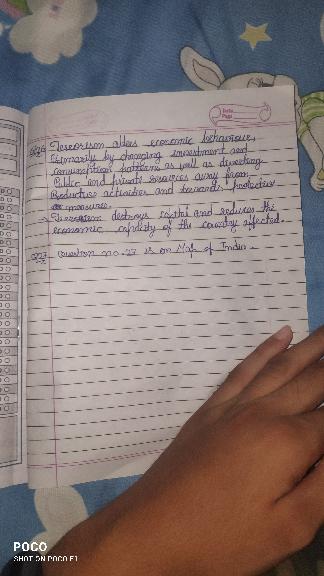 Date
Page
Terrorism alters economic behaviour,
Primarily by changing investment and
consumption patterns as well as diverting
Public and private resources away from
Productive activities and towards protective
measures.
→ Terrorism destroys capital and reduces the
economic capacity of the country affected.
Question no. 27 is on Map of India -
POCO
SHOT ON POCO F1